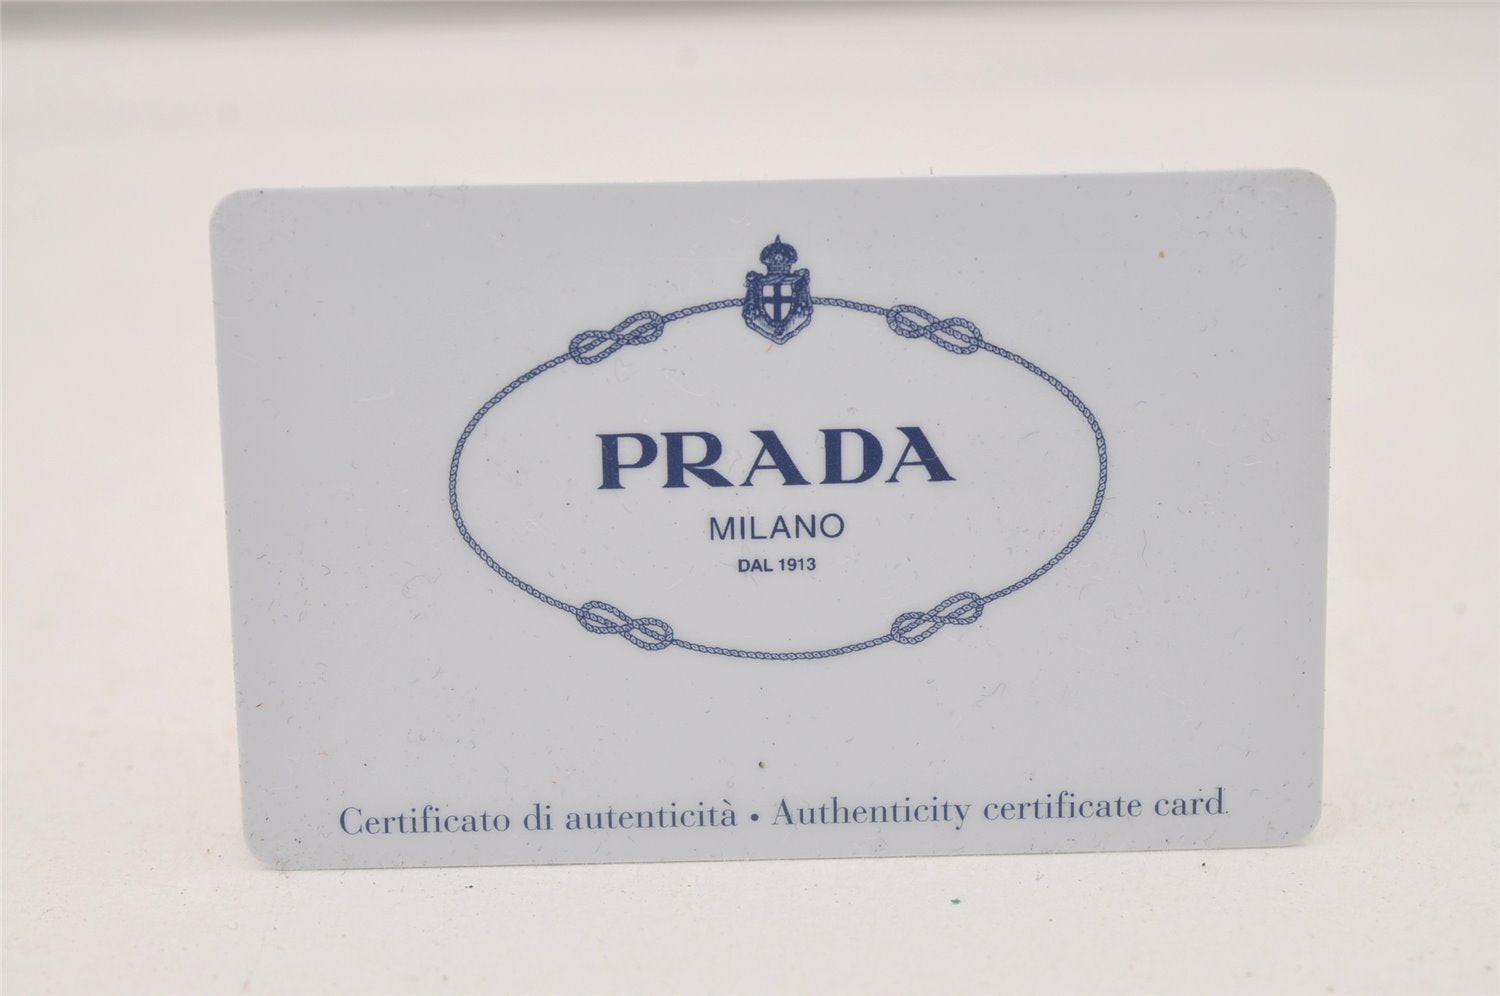 PRADA
MILANO
DAL 1913
Certificato di autenticità • Authenticity certificate card